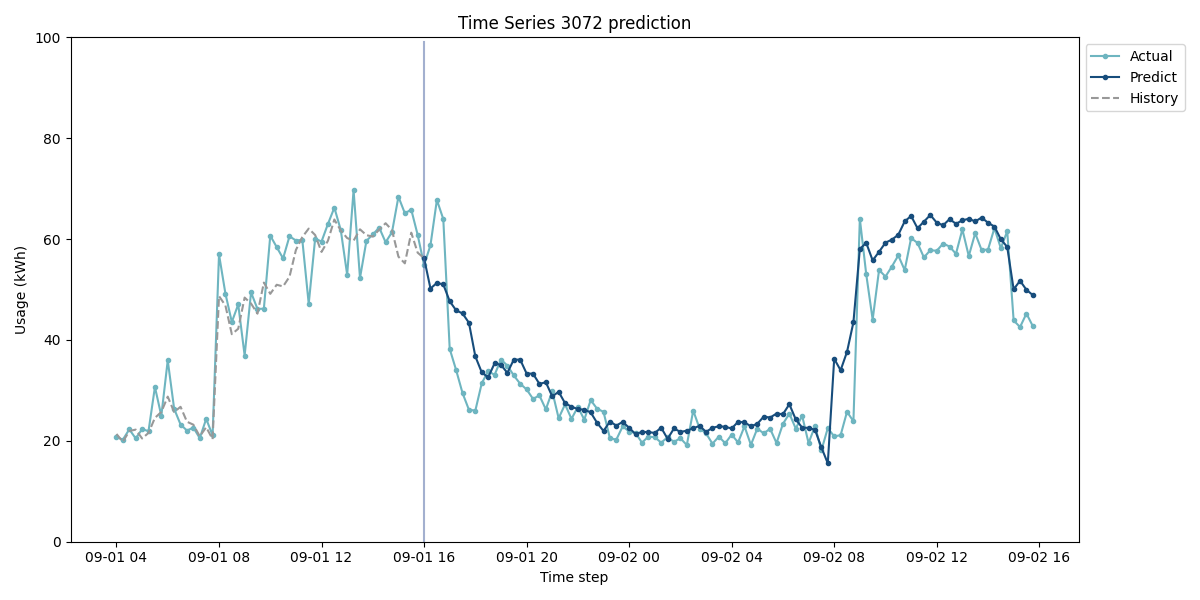 Time Series 3072 prediction
100
80
60
40
20
0
Usage (kWh)
09-01 04
09-01 08
09-01 12
09-01 16
09-01 20
09-02 00
09-02 04
09-02 08
09-02 12
09-02 16
Time step
Actual
Predict
History